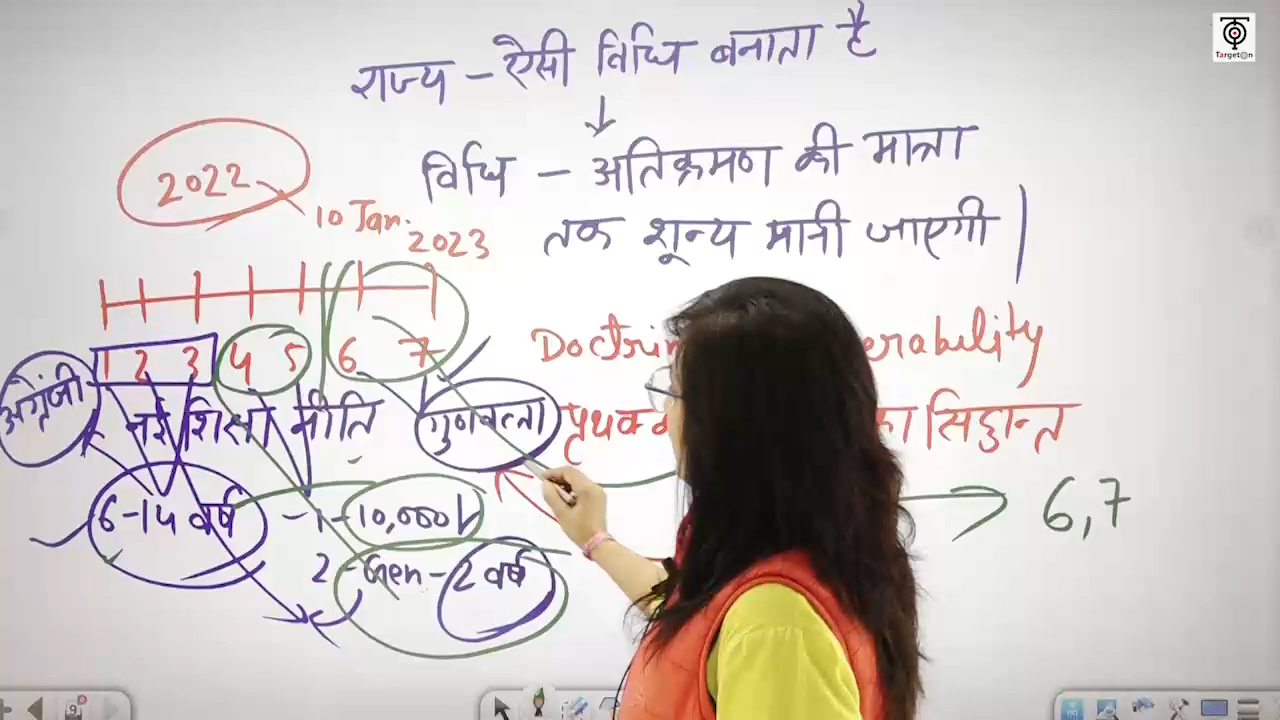 Target@n
राज्य - ऐसी विधि बनाता है
विधि - अतिक्रमण की मात्रा
तक शून्य मानी जाएगी |
2022
10 Jan. 2023
1 2 3 4 5 6 7
Doctrin erability
अंग्रेजी
नई शिक्षा नीति
गुणवत्ता
पृथक का सिद्धान्त
6-14 वर्ष - 1 - 10,000
2 - Gen - 2 वर्ष
6,7